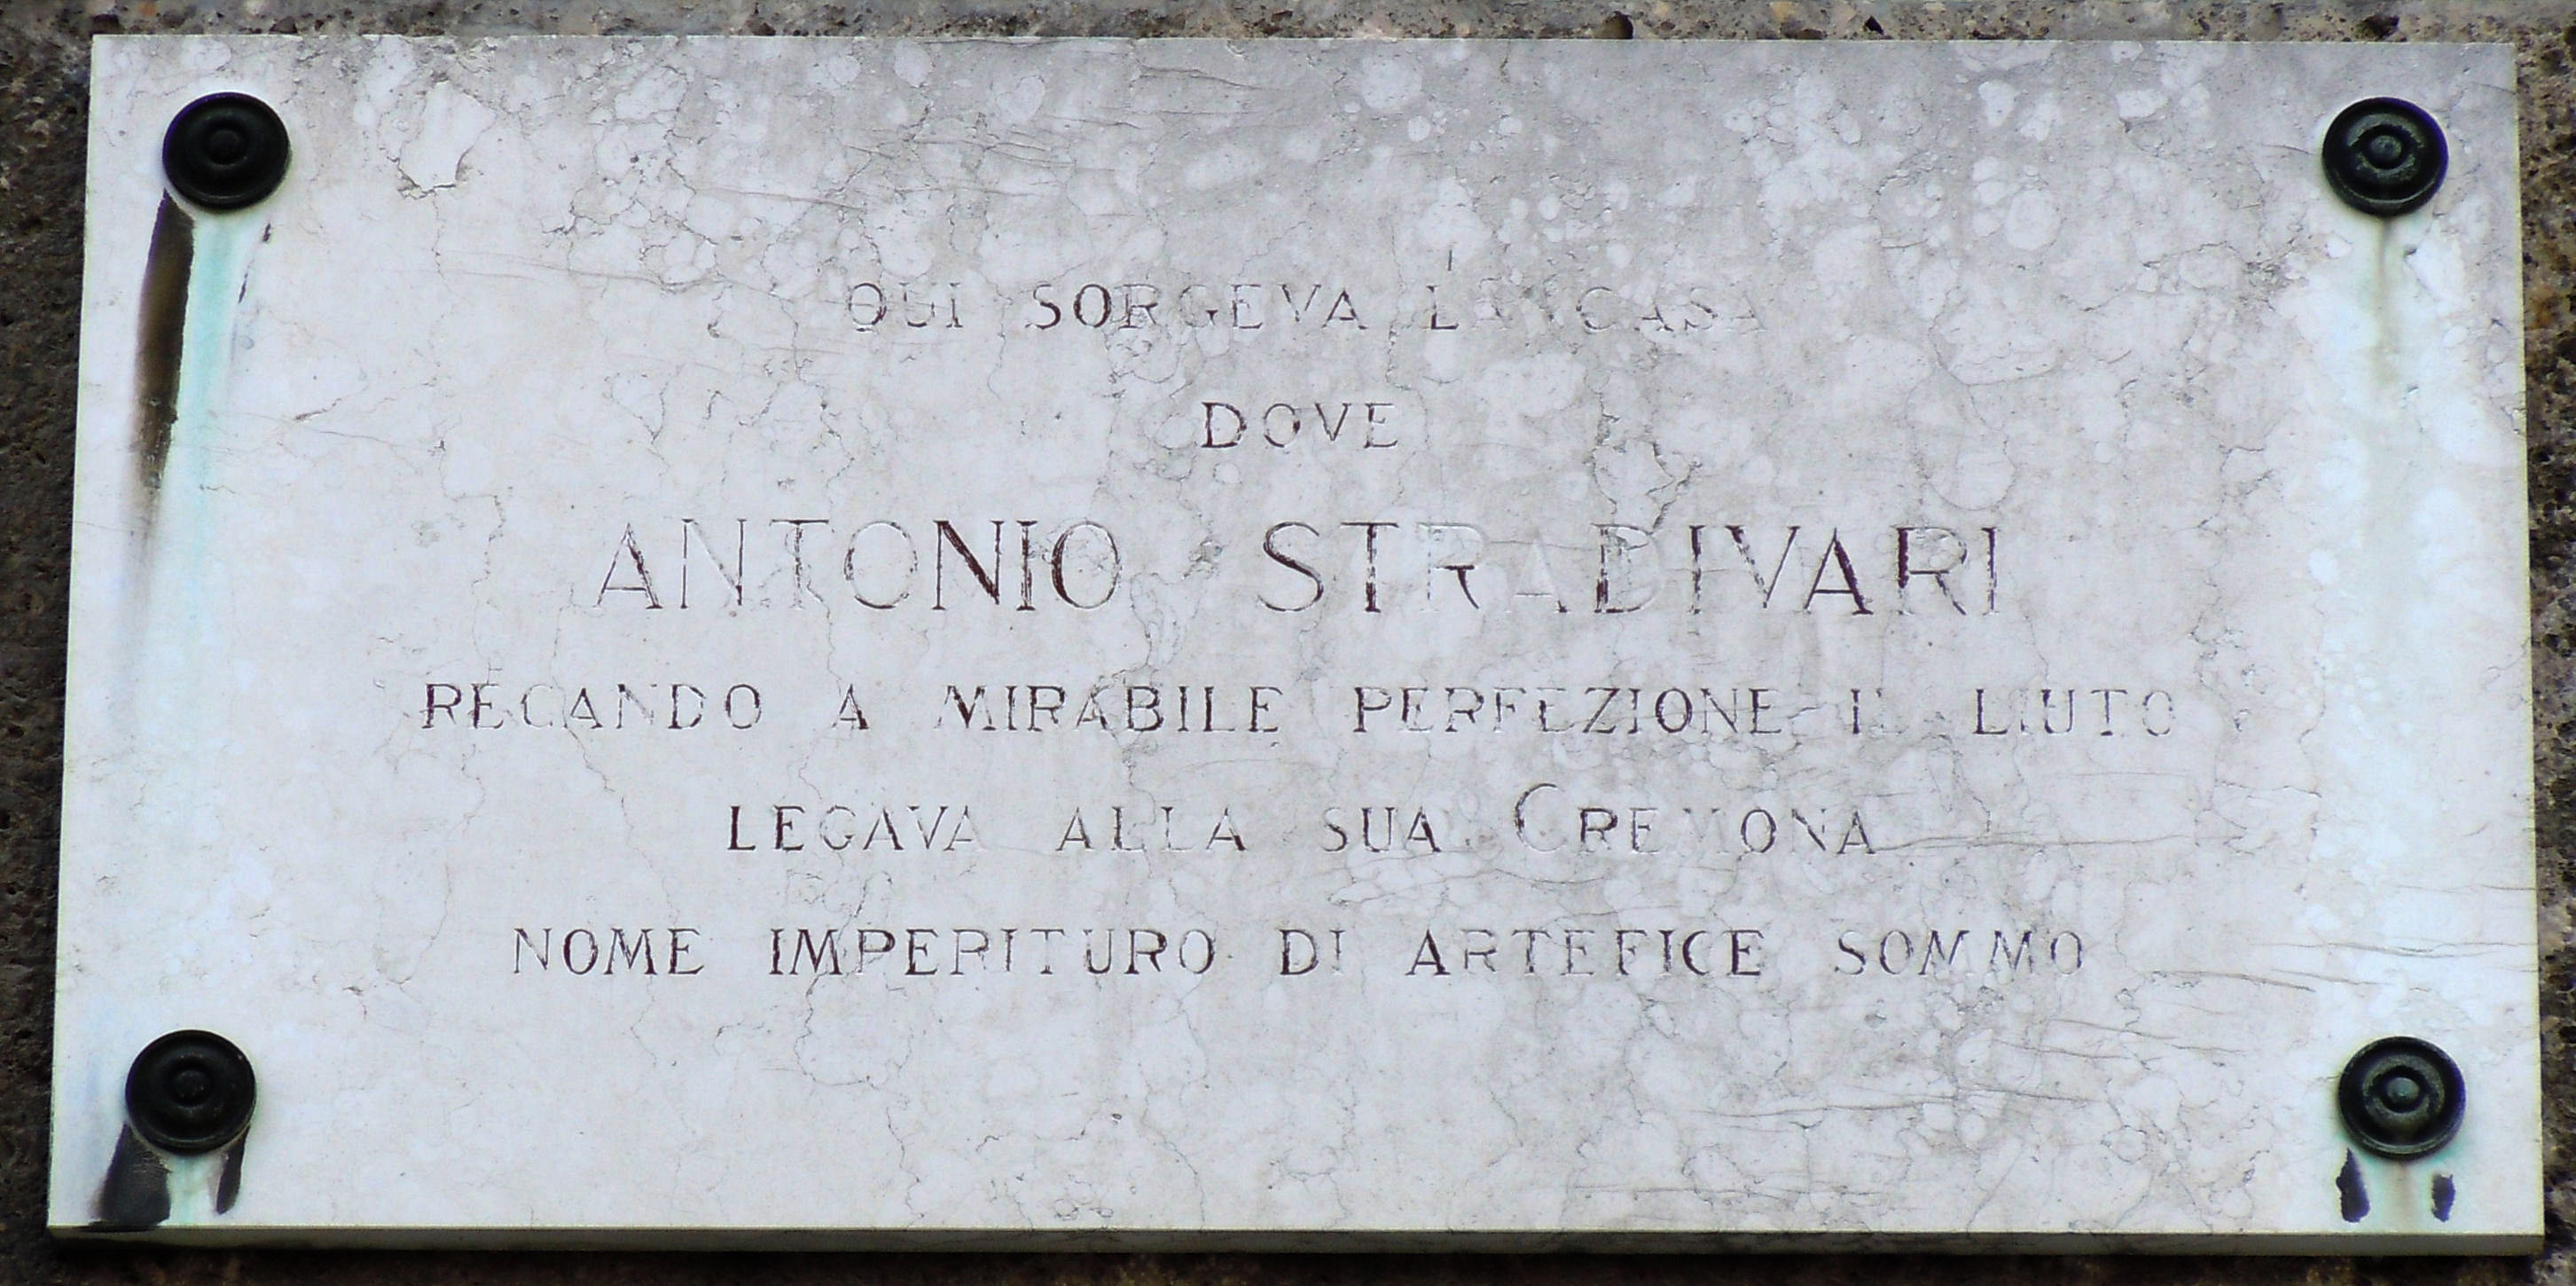 QUI SORGEVA LA CASA
DOVE
ANTONIO STRADIVARI
RECANDO A MIRABILE PERFEZIONE IL LIUTO
LEGAVA ALLA SUA CREMONA
NOME IMPERITURO DI ARTEFICE SOMMO